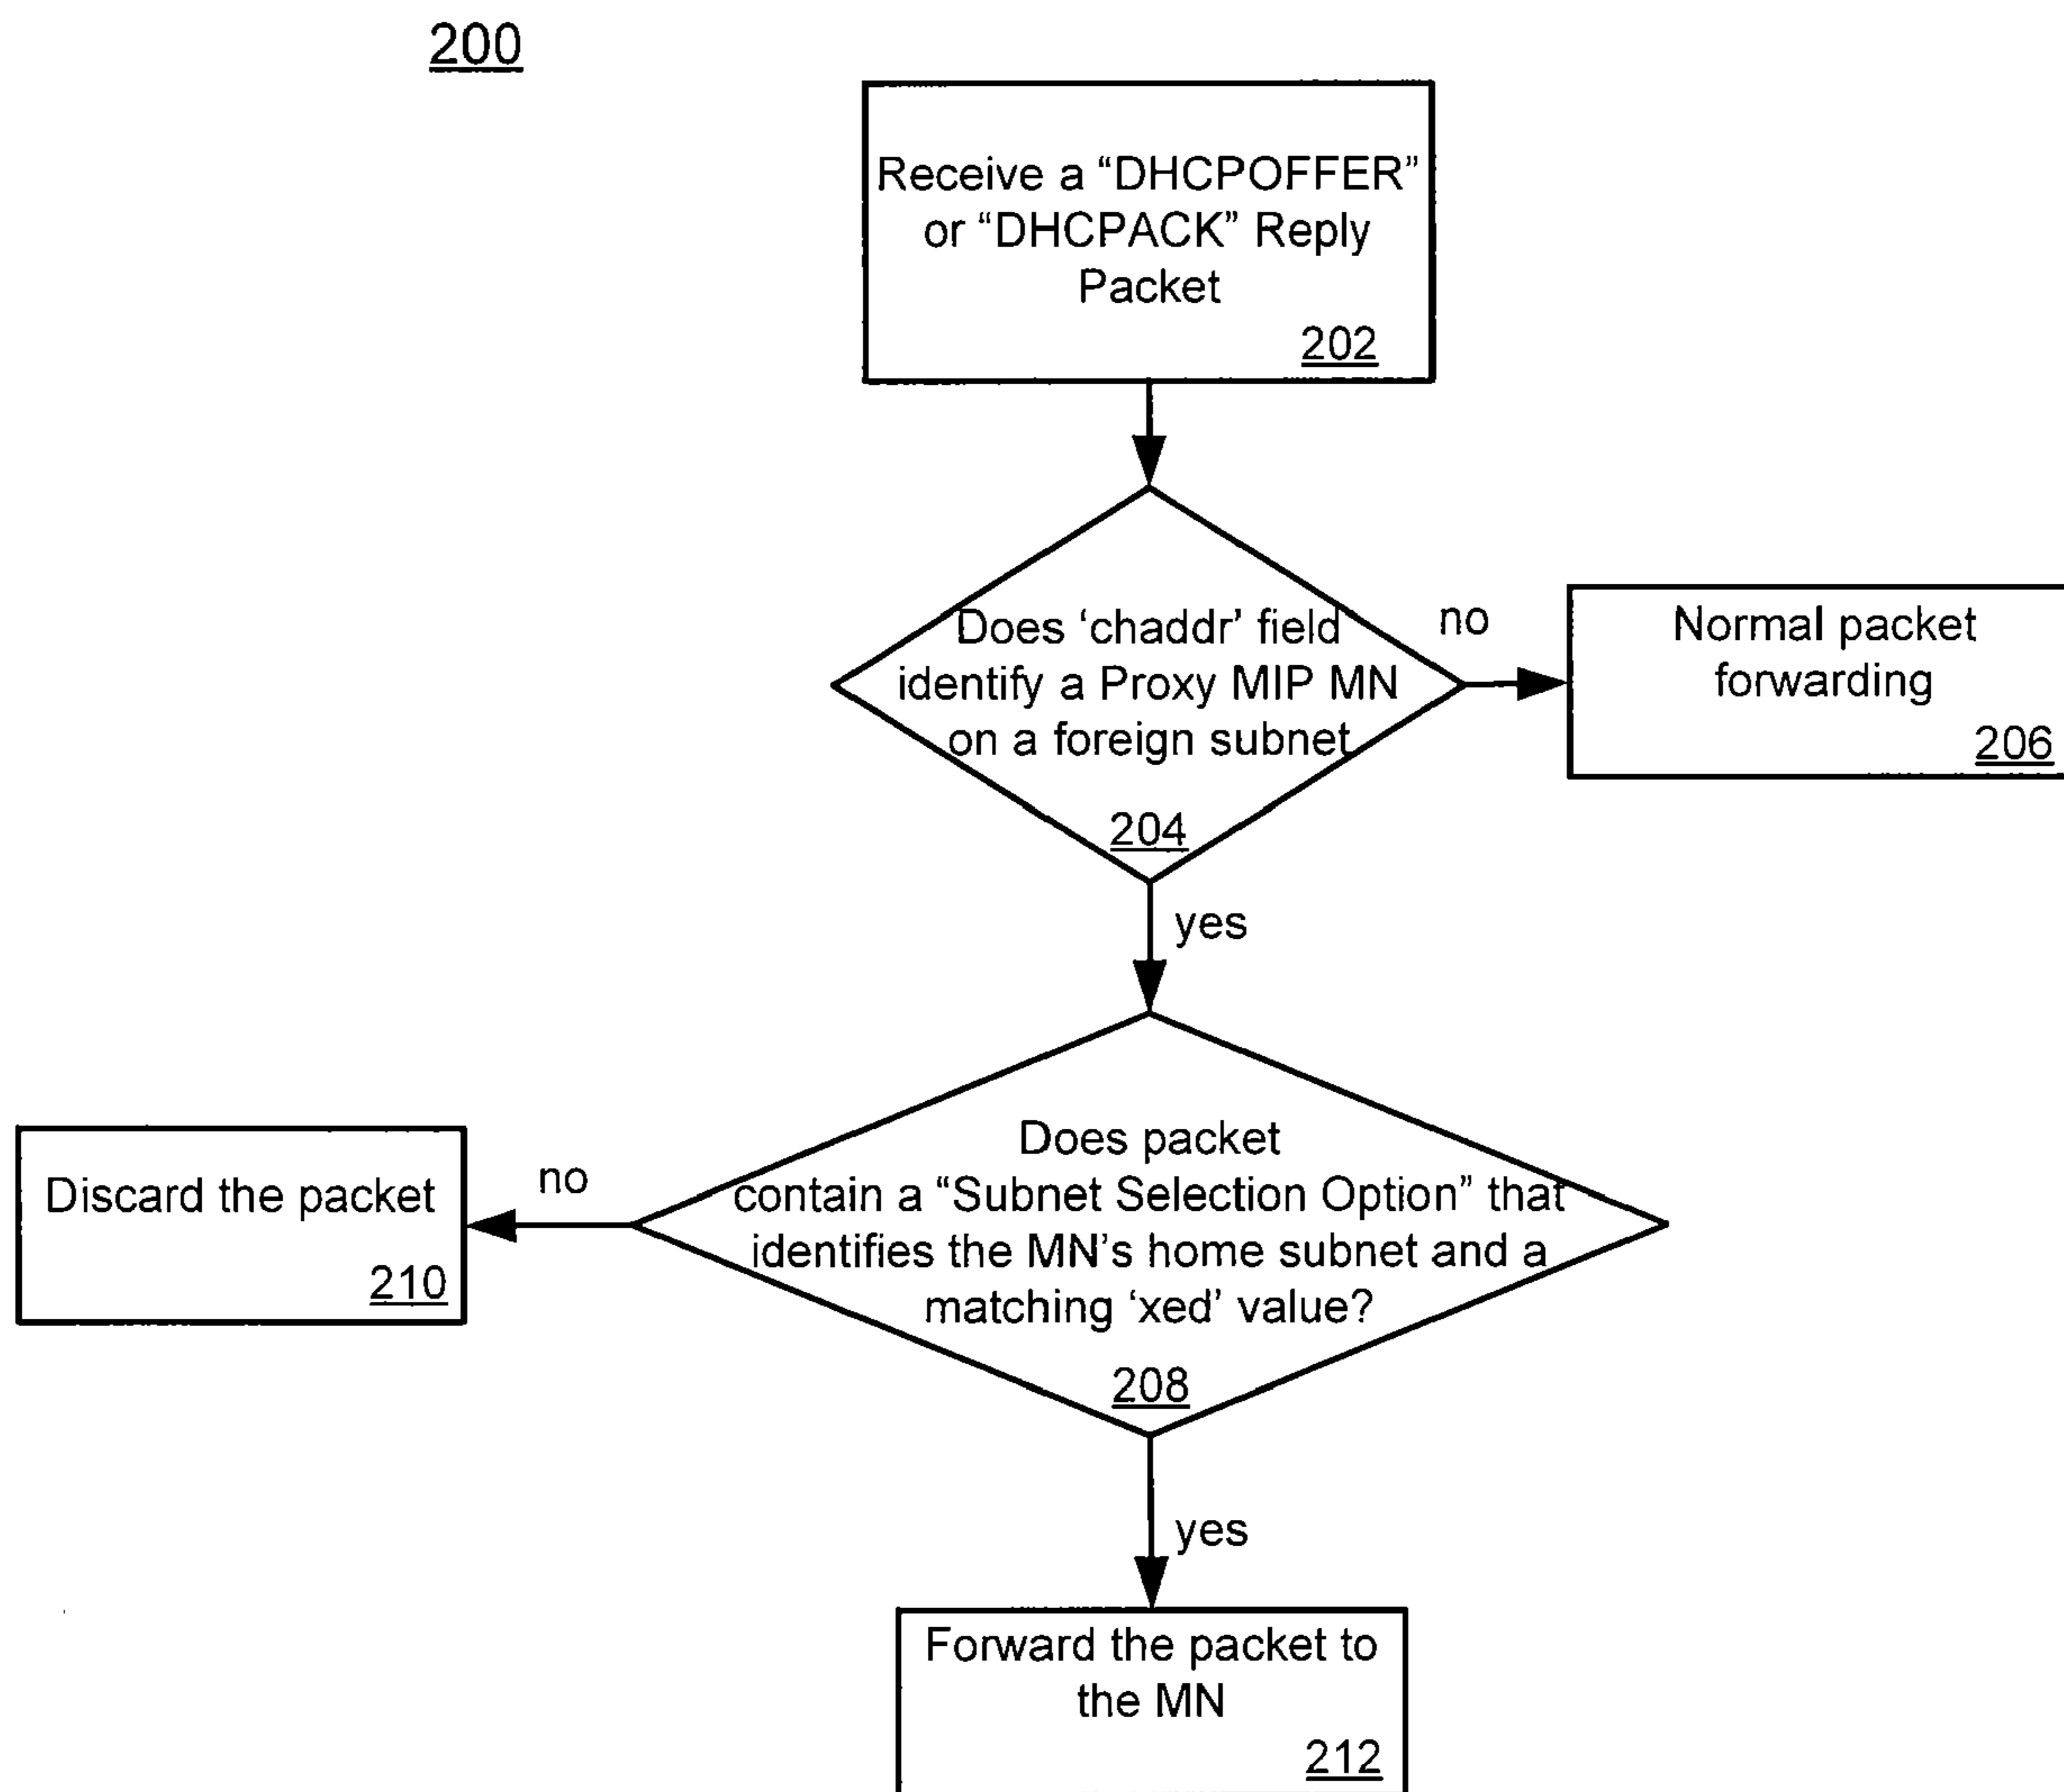 200
Receive a “DHCPOFFER”
or “DHCPACK” Reply
Packet
202
Does ‘chaddr’ field
identify a Proxy MIP MN
on a foreign subnet
204
no
Normal packet
forwarding
206
yes
Does packet
contain a “Subnet Selection Option” that
identifies the MN’s home subnet and a
matching ‘xed’ value?
208
no
Discard the packet
210
yes
Forward the packet to
the MN
212